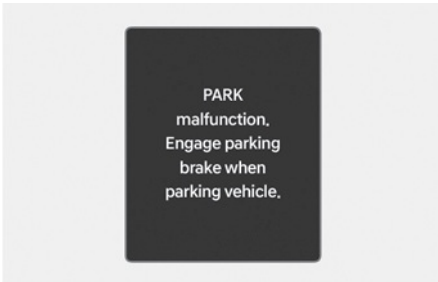 PARK
malfunction.
Engage parking
brake when
parking vehicle.